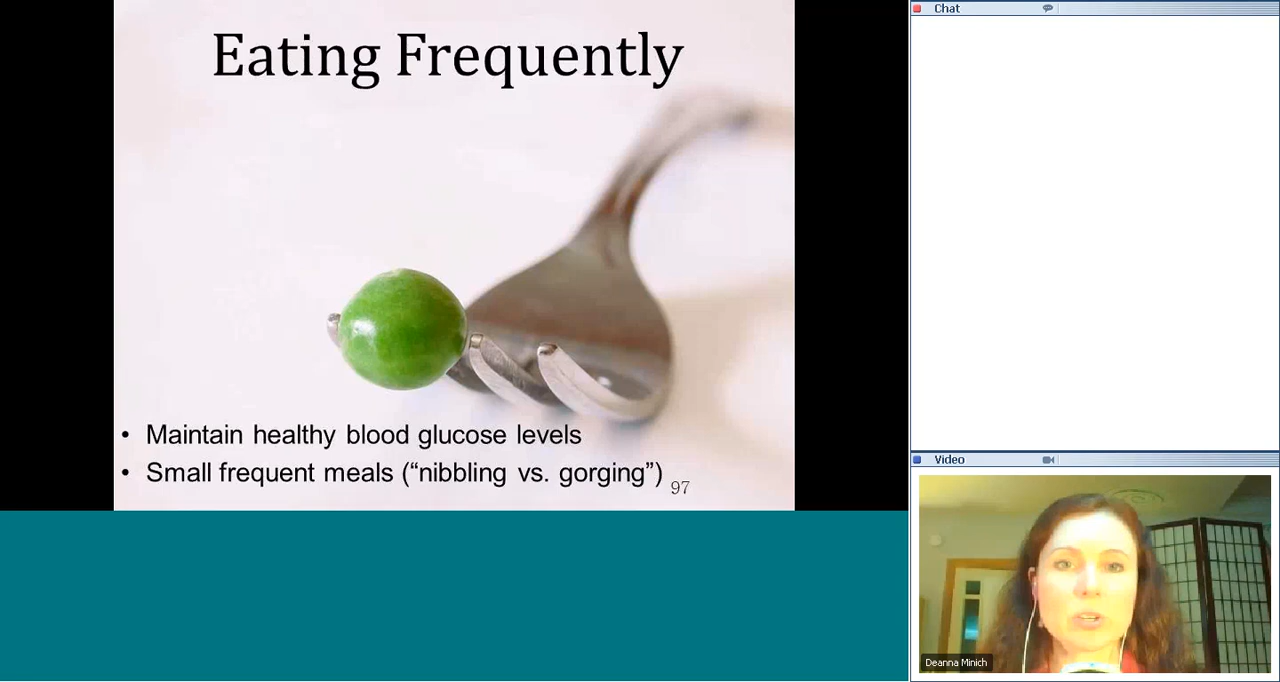 Eating Frequently
• Maintain healthy blood glucose levels
• Small frequent meals (“nibbling vs. gorging”)
97
Chat
Video
Deanna Minich